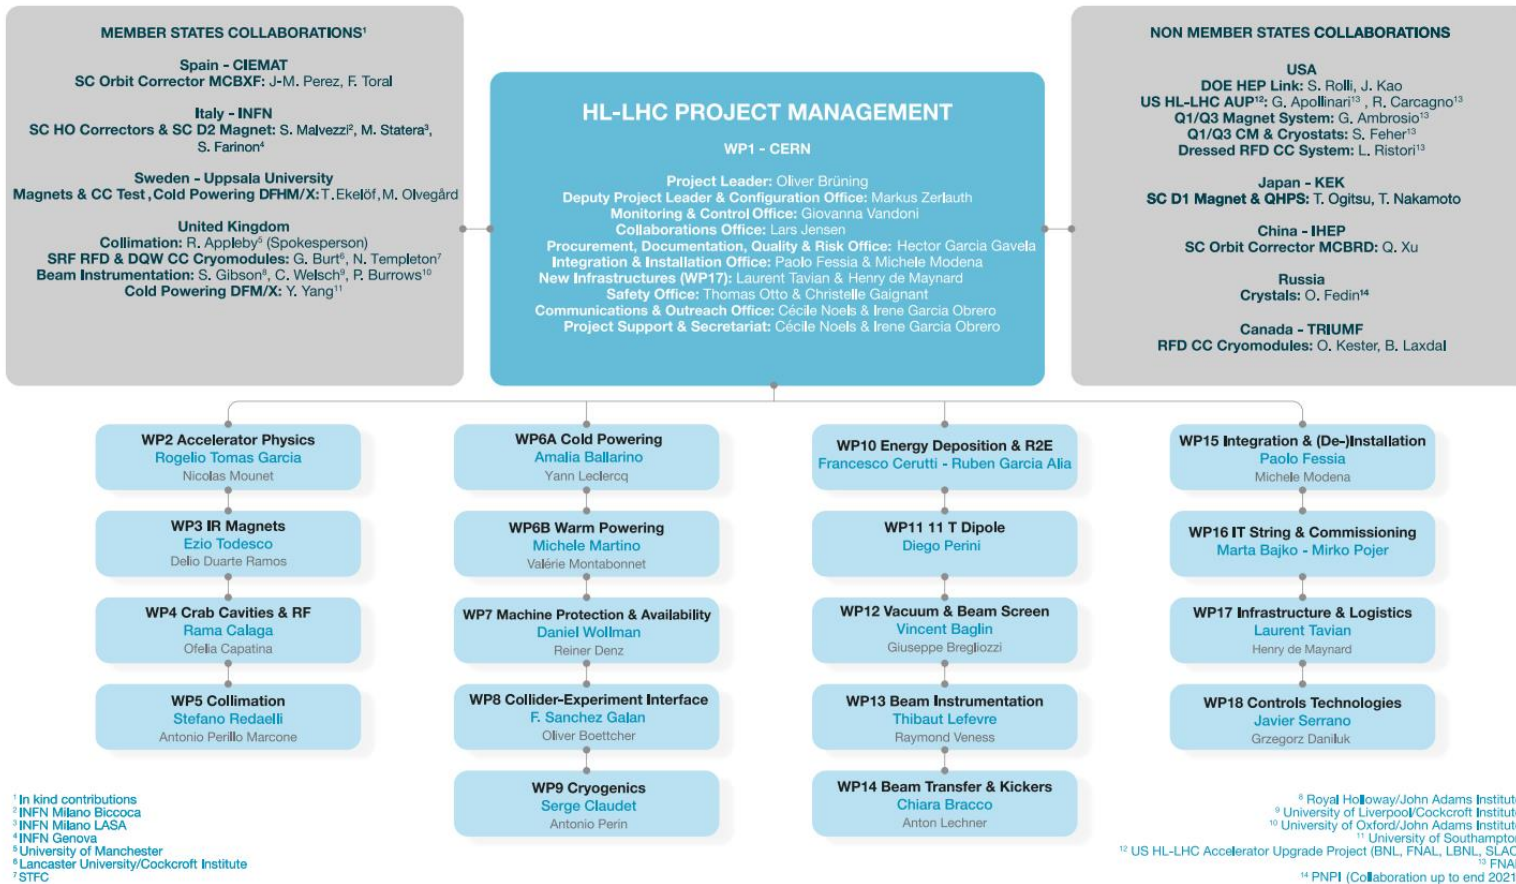 MEMBER STATES COLLABORATIONS¹
Spain - CIEMAT
SC Orbit Corrector MCBXF: J-M. Perez, F. Toral
Italy - INFN
SC HO Correctors & SC D2 Magnet: S. Malvezzi², M. Statera³,
S. Farinon⁴
Sweden - Uppsala University
Magnets & CC Test, Cold Powering DFHM/X: T. Ekelöf, M. Olvegård
United Kingdom
Collimation: R. Appleby⁵ (Spokesperson)
SRF RFD & DQW CC Cryomodules: G. Burt⁶, N. Templeton⁷
Beam Instrumentation: S. Gibson⁸, C. Welsch⁹, P. Burrows¹⁰
Cold Powering DFM/X: Y. Yang¹¹
HL-LHC PROJECT MANAGEMENT
WP1 - CERN
Project Leader: Oliver Brüning
Deputy Project Leader & Configuration Office: Markus Zerlauth
Monitoring & Control Office: Giovanna Vandoni
Collaborations Office: Lars Jensen
Procurement, Documentation, Quality & Risk Office: Hector Garcia Gavela
Integration & Installation Office: Paolo Fessia & Michele Modena
New Infrastructures (WP17): Laurent Tavian & Henry de Maynard
Safety Office: Thomas Otto & Christelle Gaignant
Communications & Outreach Office: Cécile Noels & Irene Garcia Obrero
Project Support & Secretariat: Cécile Noels & Irene Garcia Obrero
NON MEMBER STATES COLLABORATIONS
USA
DOE HEP Link: S. Rolli, J. Kao
US HL-LHC AUP¹²: G. Apollinari¹³ , R. Carcagno¹³
Q1/Q3 Magnet System: G. Ambrosio¹³
Q1/Q3 CM & Cryostats: S. Feher¹³
Dressed RFD CC System: L. Ristori¹³
Japan - KEK
SC D1 Magnet & QHPS: T. Ogitsu, T. Nakamoto
China - IHEP
SC Orbit Corrector MCBRD: Q. Xu
Russia
Crystals: O. Fedin¹⁴
Canada - TRIUMF
RFD CC Cryomodules: O. Kester, B. Laxdal
WP2 Accelerator Physics
Rogelio Tomas Garcia
Nicolas Mounet
WP3 IR Magnets
Ezio Todesco
Delio Duarte Ramos
WP4 Crab Cavities & RF
Rama Calaga
Ofelia Capatina
WP5 Collimation
Stefano Redaelli
Antonio Perillo Marcone
WP6A Cold Powering
Amalia Ballarino
Yann Leclercq
WP6B Warm Powering
Michele Martino
Valérie Montabonnet
WP7 Machine Protection & Availability
Daniel Wollman
Reiner Denz
WP8 Collider-Experiment Interface
F. Sanchez Galan
Oliver Boettcher
WP9 Cryogenics
Serge Claudet
Antonio Perin
WP10 Energy Deposition & R2E
Francesco Cerutti - Ruben Garcia Alia
WP11 11 T Dipole
Diego Perini
WP12 Vacuum & Beam Screen
Vincent Baglin
Giuseppe Bregliozzi
WP13 Beam Instrumentation
Thibaut Lefevre
Raymond Veness
WP14 Beam Transfer & Kickers
Chiara Bracco
Anton Lechner
WP15 Integration & (De-)Installation
Paolo Fessia
Michele Modena
WP16 IT String & Commissioning
Marta Bajko - Mirko Pojer
WP17 Infrastructure & Logistics
Laurent Tavian
Henry de Maynard
WP18 Controls Technologies
Javier Serrano
Grzegorz Daniluk
¹ In kind contributions
² INFN Milano Biccoca
³ INFN Milano LASA
⁴ INFN Genova
⁵ University of Manchester
⁶ Lancaster University/Cockcroft Institute
⁷ STFC
⁸ Royal Holloway/John Adams Institute
⁹ University of Liverpool/Cockcroft Institute
¹⁰ University of Oxford/John Adams Institute
¹¹ University of Southampton
¹² US HL-LHC Accelerator Upgrade Project (BNL, FNAL, LBNL, SLAC
¹³ FNAL
¹⁴ PNPI (Collaboration up to end 2021